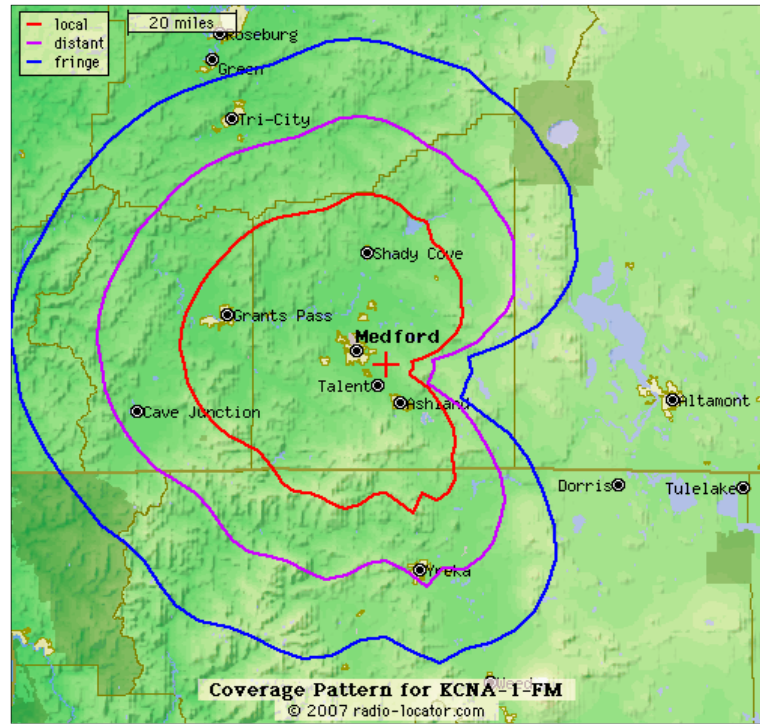 local
distant
fringe
20 miles
Roseburg
Green
Tri-City
Shady Cove
Grants Pass
Medford
Talent
Ashland
Cave Junction
Altamont
Dorris
Tulelake
Yreka
Weed
Coverage Pattern for KCNA-1-FM
© 2007 radio-locator.com